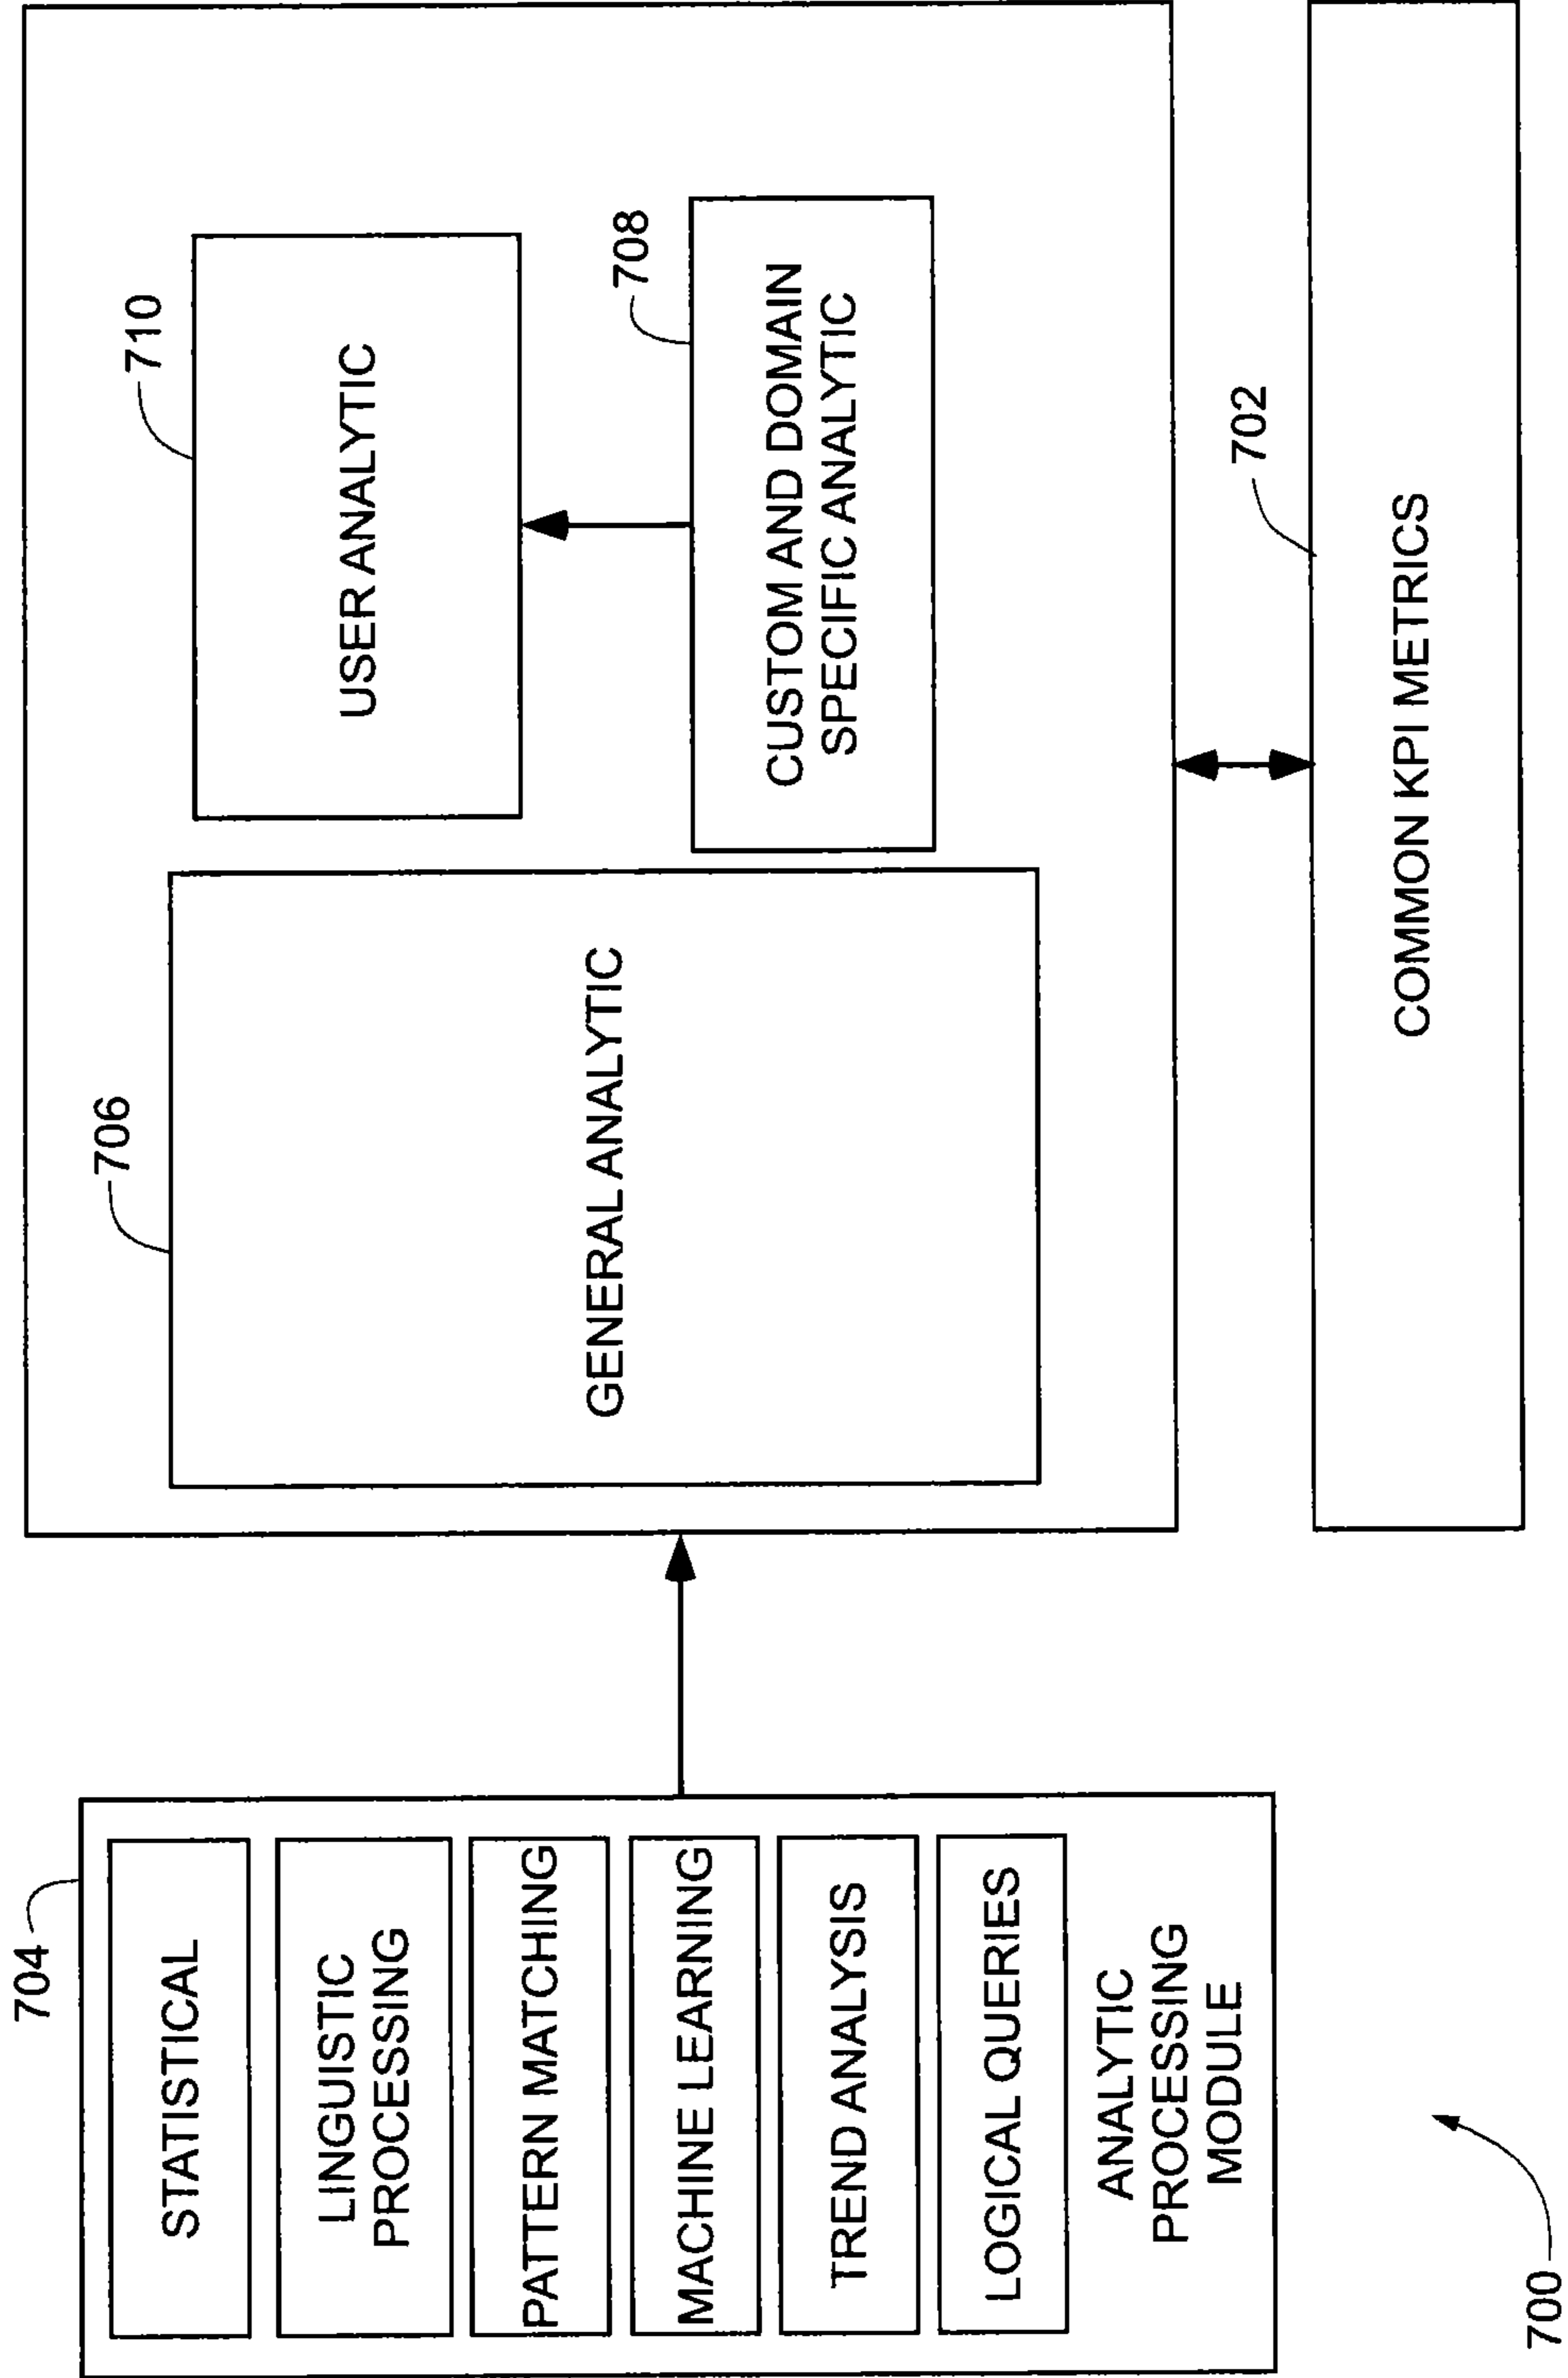 704
STATISTICAL
LINGUISTIC
PROCESSING
PATTERN MATCHING
MACHINE LEARNING
TREND ANALYSIS
LOGICAL QUERIES
ANALYTIC
PROCESSING
MODULE
706
GENERAL ANALYTIC
710
USER ANALYTIC
708
CUSTOM AND DOMAIN
SPECIFIC ANALYTIC
702
COMMON KPI METRICS
700